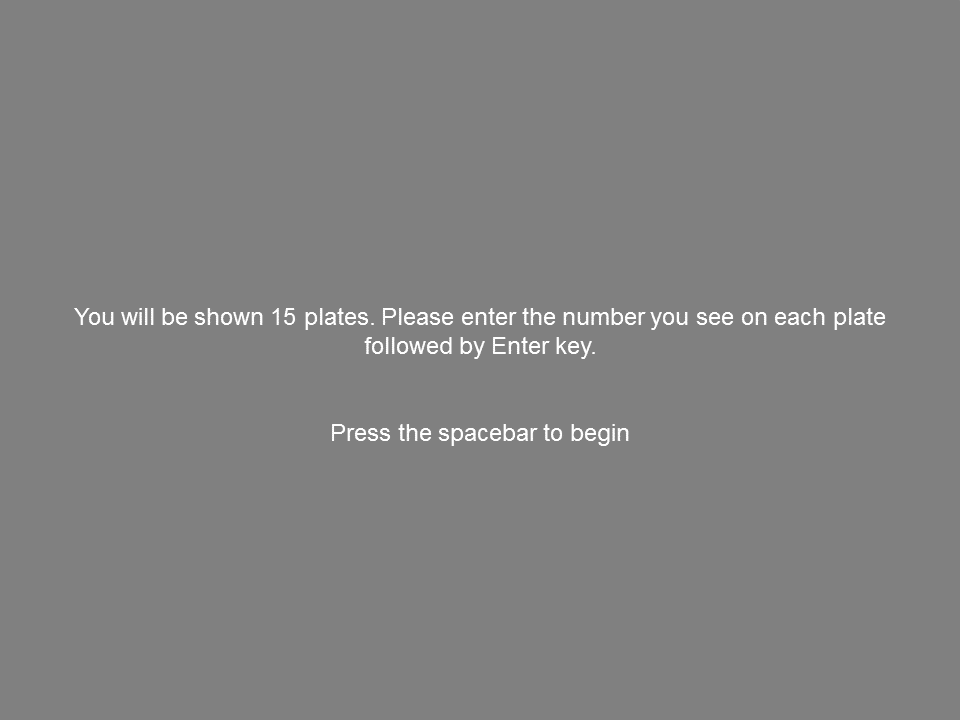 You will be shown 15 plates. Please enter the number you see on each plate
followed by Enter key.
Press the spacebar to begin